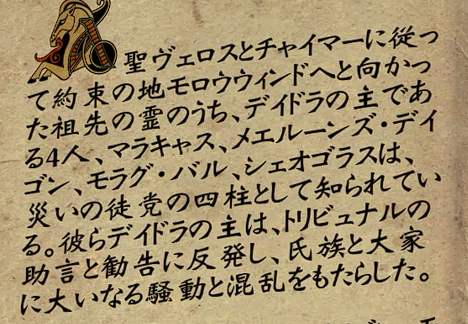 聖ヴェロスとチャイマーに従っ
て約束の地モロウウィンドへと向かっ
た祖先の霊のうち、デイドラの主であ
る4人、マラキャス、メエルーンズ・デイ
ゴン、モラグ・バル、シェオゴラスは、
災いの徒党の四柱として知られてい
る。彼らデイドラの主は、トリビュナルの
助言と勧告に反発し、氏族と大家
に大いなる騒動と混乱をもたらした。